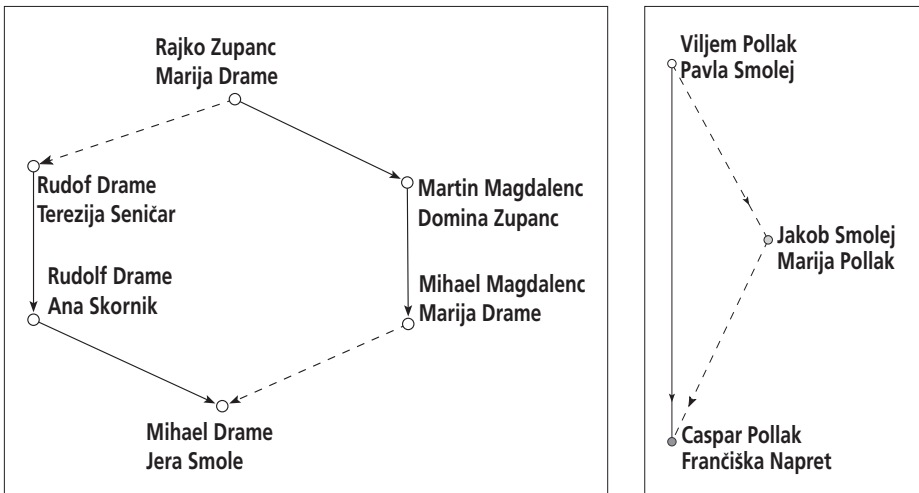 Rajko Zupanc
Marija Drame
Rudof Drame
Terezija Seničar
Martin Magdalenc
Domina Zupanc
Rudolf Drame
Ana Skornik
Mihael Magdalenc
Marija Drame
Mihael Drame
Jera Smole
Viljem Pollak
Pavla Smolej
Jakob Smolej
Marija Pollak
Caspar Pollak
Frančiška Napret